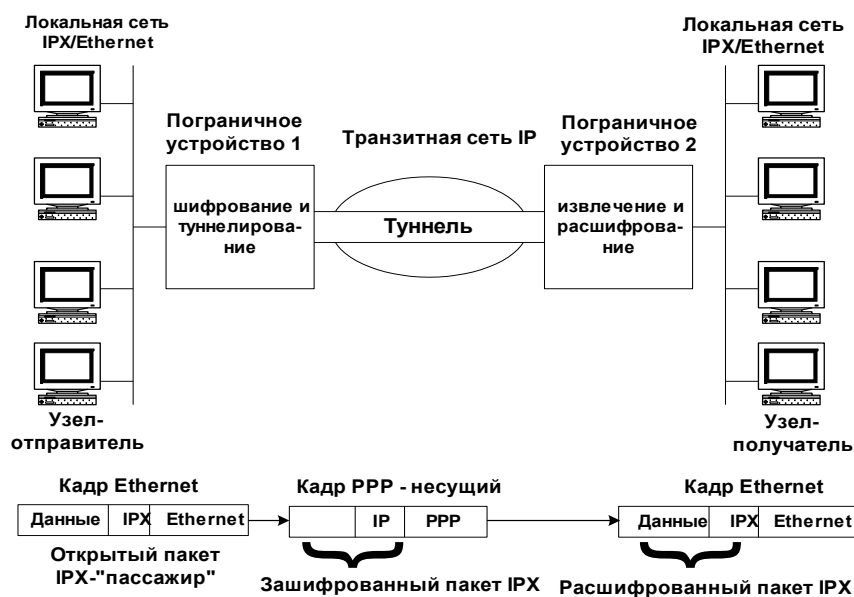 Локальная сеть
IPX/Ethernet
Локальная сеть
IPX/Ethernet
Пограничное
устройство 1
Транзитная сеть IP
Пограничное
устройство 2
шифрование и
туннелирова-
ние
Туннель
извлечение и
расшифрова-
ние
Узел-
отправитель
Узел-
получатель
Кадр Ethernet
Кадр PPP - несущий
Кадр Ethernet
Данные IPX Ethernet
IP PPP
Данные IPX Ethernet
Открытый пакет
IPX-"пассажир"
Зашифрованный пакет IPX
Расшифрованный пакет IPX